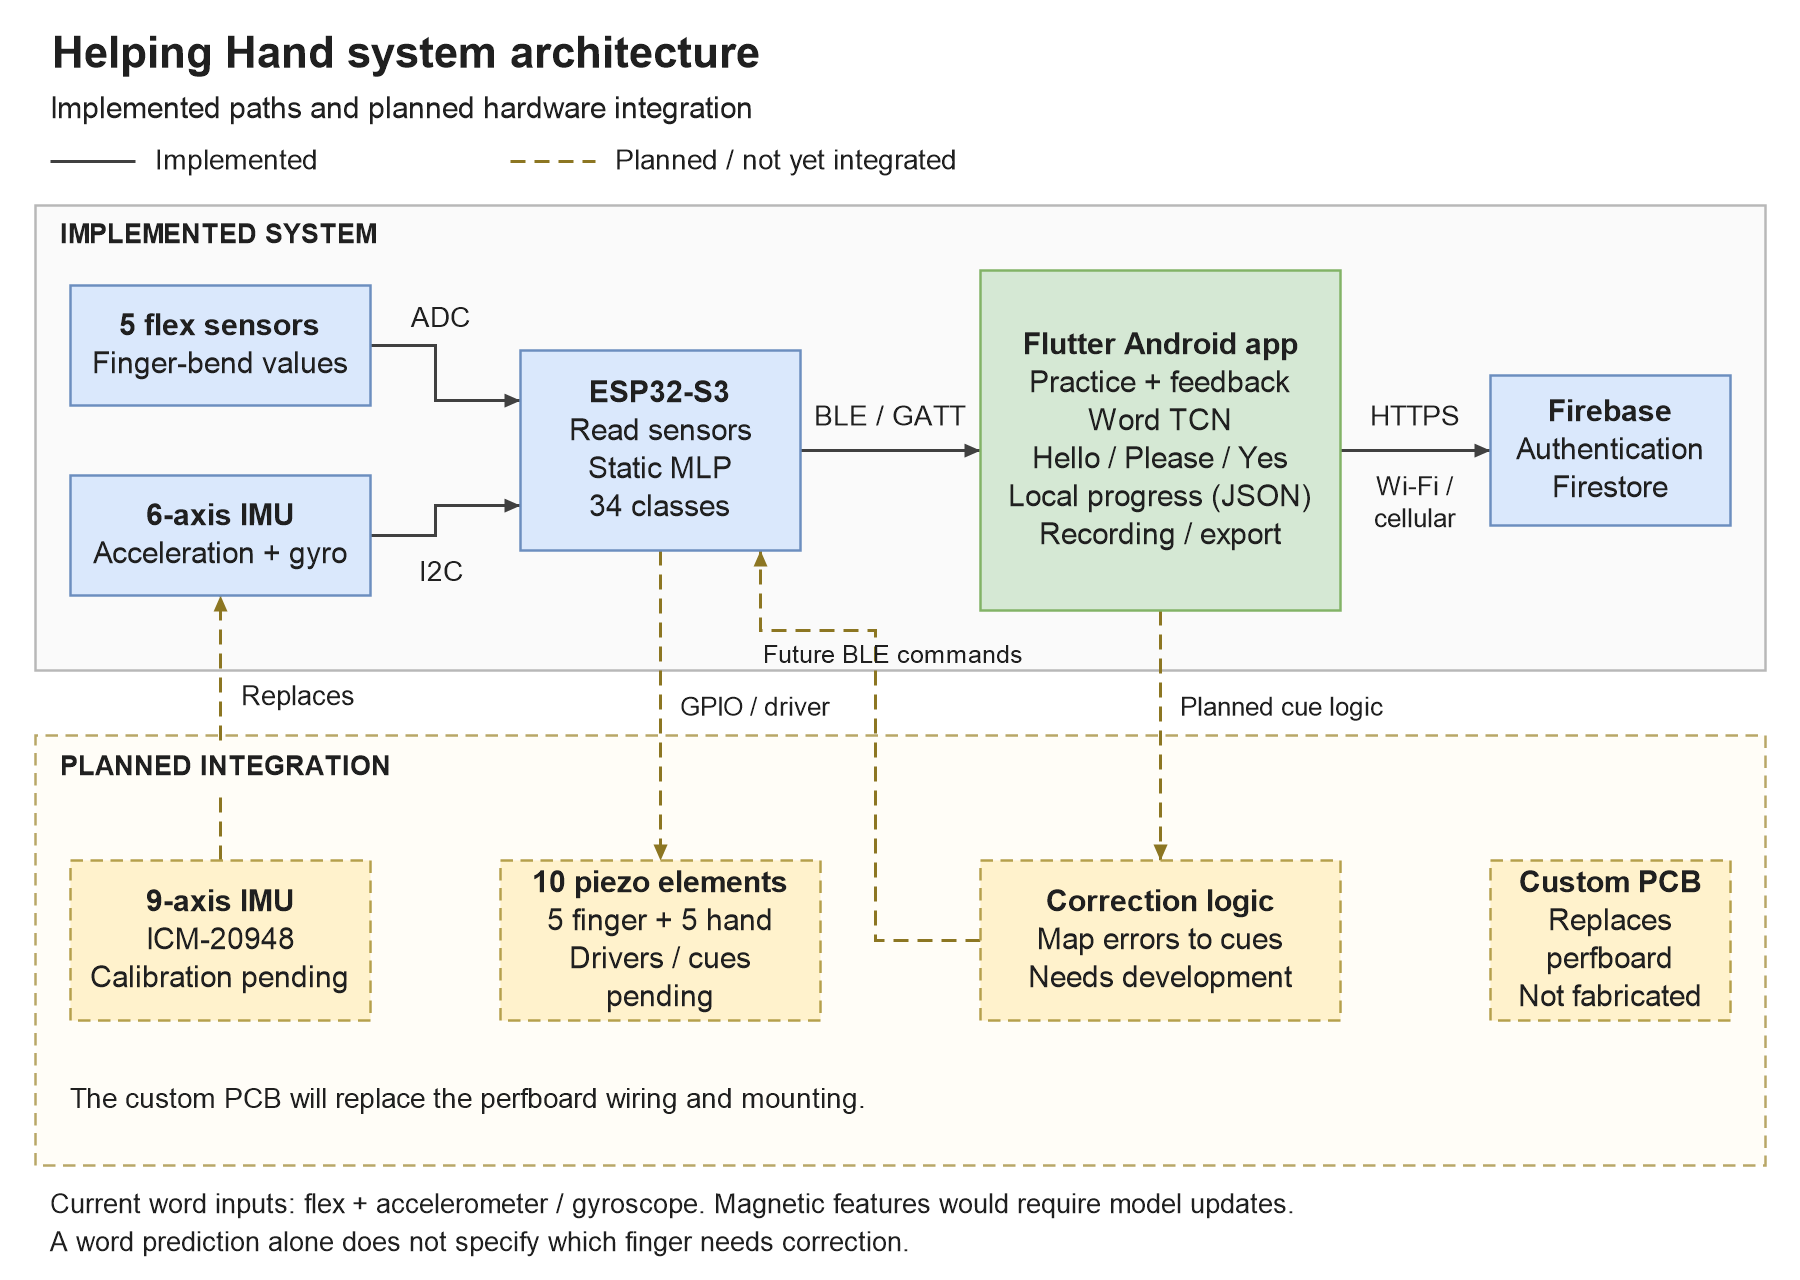 Helping Hand system architecture
Implemented paths and planned hardware integration
Implemented
Planned / not yet integrated
IMPLEMENTED SYSTEM
5 flex sensors
Finger-bend values
ADC
6-axis IMU
Acceleration + gyro
I2C
ESP32-S3
Read sensors
Static MLP
34 classes
BLE / GATT
Flutter Android app
Practice + feedback
Word TCN
Hello / Please / Yes
Local progress (JSON)
Recording / export
HTTPS
Wi-Fi /
cellular
Firebase
Authentication
Firestore
Future BLE commands
Replaces
GPIO / driver
Planned cue logic
PLANNED INTEGRATION
9-axis IMU
ICM-20948
Calibration pending
10 piezo elements
5 finger + 5 hand
Drivers / cues
pending
Correction logic
Map errors to cues
Needs development
Custom PCB
Replaces
perfboard
Not fabricated
The custom PCB will replace the perfboard wiring and mounting.
Current word inputs: flex + accelerometer / gyroscope. Magnetic features would require model updates.
A word prediction alone does not specify which finger needs correction.